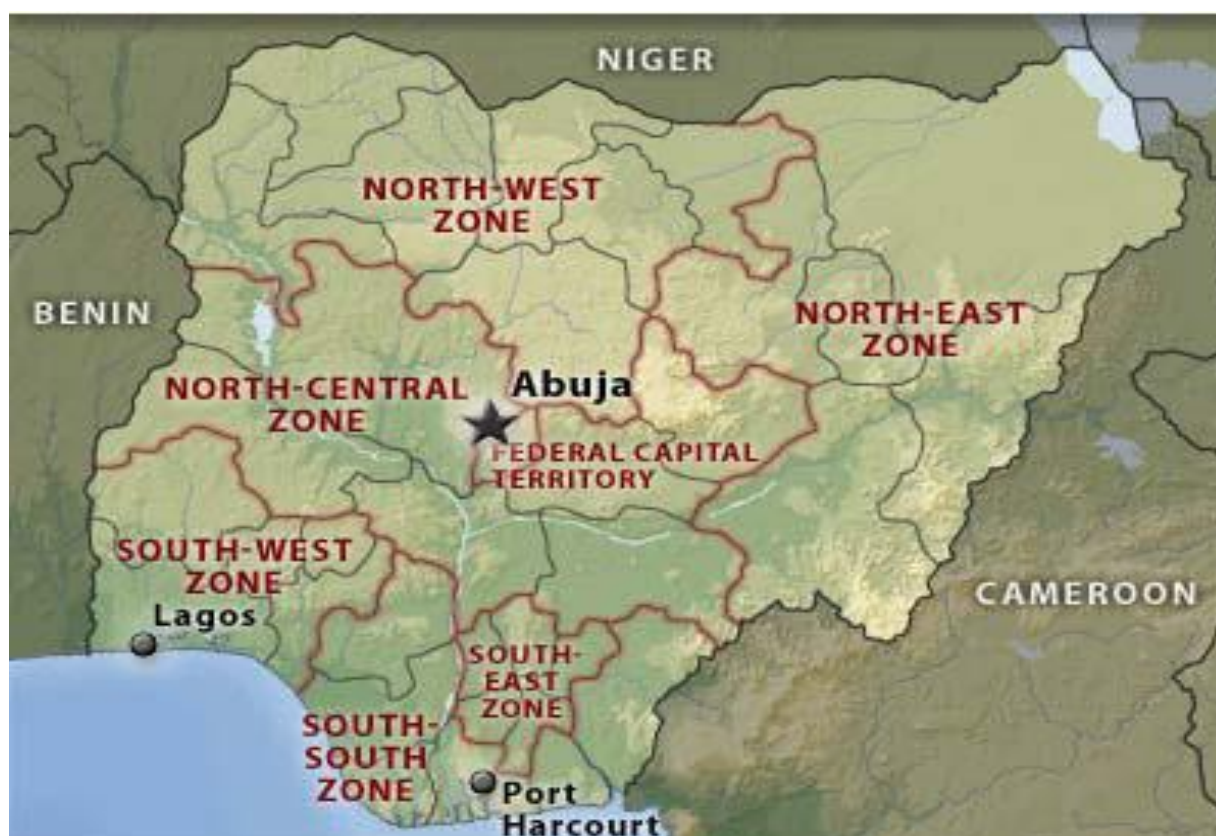 NIGER
NORTH-WEST
ZONE
BENIN
NORTH-EAST
ZONE
NORTH-CENTRAL
ZONE
Abuja
FEDERAL CAPITAL
TERRITORY
SOUTH-WEST
ZONE
Lagos
CAMEROON
SOUTH-
EAST
ZONE
SOUTH-
SOUTH
ZONE
Port
Harcourt